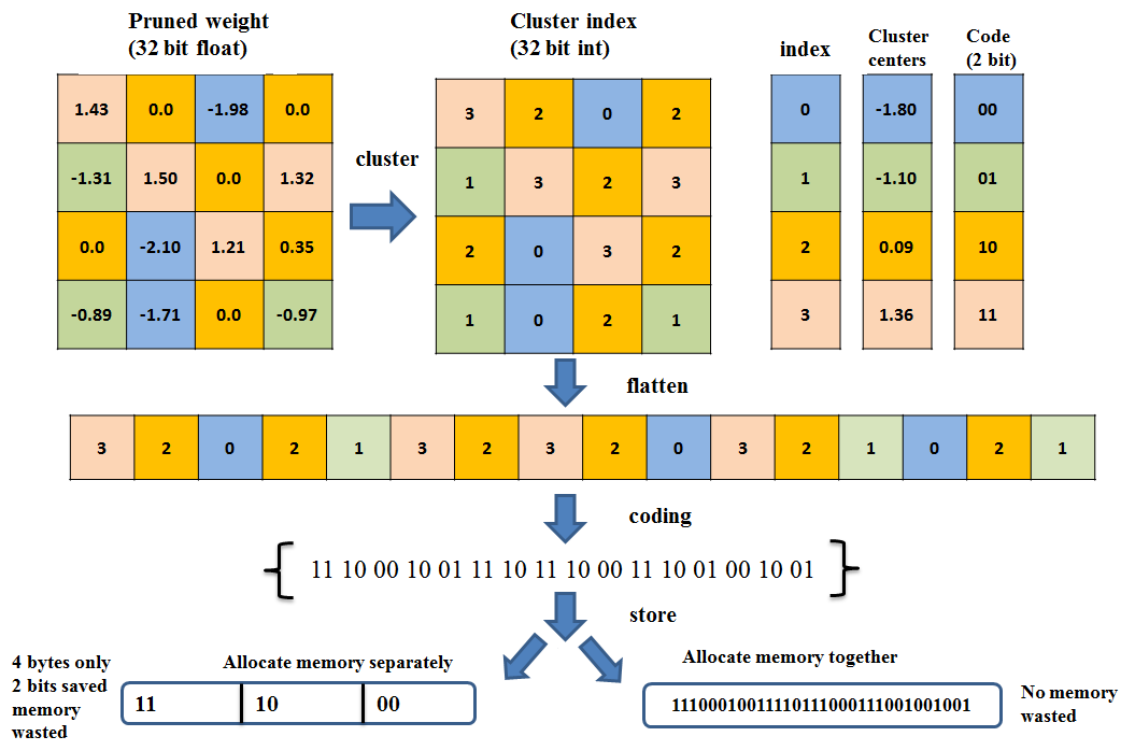 Pruned weight
(32 bit float)
Cluster index
(32 bit int)
index
Cluster
centers
Code
(2 bit)
1.43 0.0 -1.98 0.0
-1.31 1.50 0.0 1.32
0.0 -2.10 1.21 0.35
-0.89 -1.71 0.0 -0.97
cluster
3 2 0 2
1 3 2 3
2 0 3 2
1 0 2 1
0 -1.80 00
1 -1.10 01
2 0.09 10
3 1.36 11
flatten
3 2 0 2 1 3 2 3 2 0 3 2 1 0 2 1
coding
{ 11 10 00 10 01 11 10 11 10 00 11 10 01 00 10 01 }
store
4 bytes only
2 bits saved
memory
wasted
Allocate memory separately
11 10 00
Allocate memory together
11100010011110111000111001001001
No memory
wasted